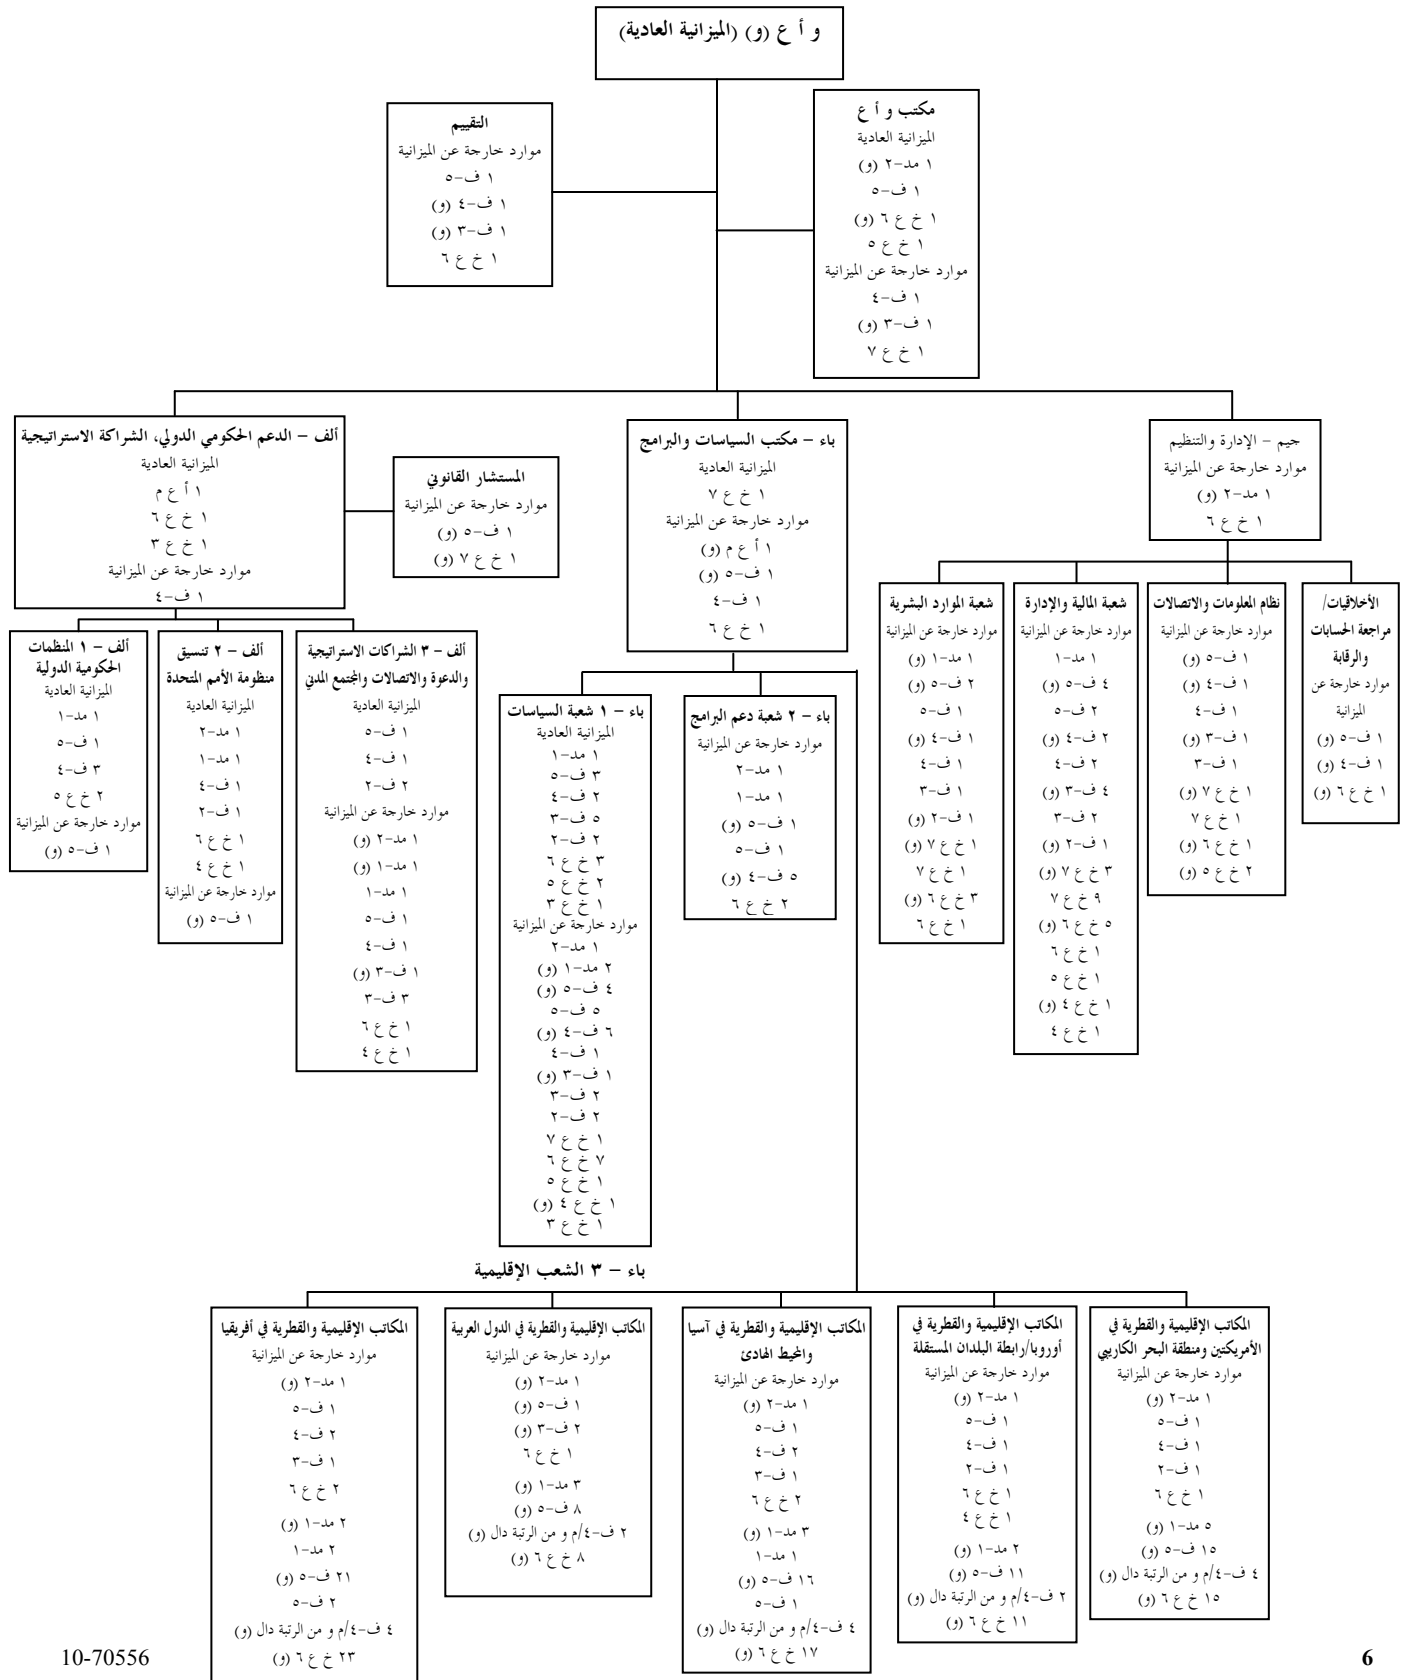 و أ ع (و) (الميزانية العادية)
مكتب و أ ع
الميزانية العادية
١ مد-٢ (و)
١ ف-٥
١ خ ع ٦ (و)
١ خ ع ٥
موارد خارجة عن الميزانية
١ ف-٤
١ ف-٣ (و)
١ خ ع ٧
التقييم
موارد خارجة عن الميزانية
١ ف-٥
١ ف-٤ (و)
١ ف-٣ (و)
١ خ ع ٦
جيم – الإدارة والتنظيم
موارد خارجة عن الميزانية
١ مد-٢ (و)
١ خ ع ٦
باء – مكتب السياسات والبرامج
الميزانية العادية
١ خ ع ٧
موارد خارجة عن الميزانية
١ أ ع م (و)
١ ف-٥ (و)
١ ف-٤
١ خ ع ٦
المستشار القانوني
موارد خارجة عن الميزانية
١ ف-٥ (و)
١ خ ع ٧ (و)
ألف – الدعم الحكومي الدولي، الشراكة الاستراتيجية
الميزانية العادية
١ أ ع م
١ خ ع ٦
١ خ ع ٣
موارد خارجة عن الميزانية
١ ف-٤
الأخلاقيات/
مراجعة الحسابات
والرقابة
موارد خارجة عن
الميزانية
١ ف-٥ (و)
١ ف-٤ (و)
١ خ ع ٦ (و)
نظام المعلومات والاتصالات
موارد خارجة عن الميزانية
١ ف-٥ (و)
١ ف-٤ (و)
١ ف-٤
١ ف-٣ (و)
١ ف-٣
١ خ ع ٧ (و)
١ خ ع ٧
١ خ ع ٦ (و)
٢ خ ع ٥ (و)
شعبة المالية والإدارة
موارد خارجة عن الميزانية
١ مد-١
٤ ف-٥ (و)
٢ ف-٥
٢ ف-٤ (و)
٢ ف-٤
٤ ف-٣ (و)
٢ ف-٣
١ ف-٢ (و)
٣ خ ع ٧ (و)
٩ خ ع ٧
٥ خ ع ٦ (و)
١ خ ع ٦
١ خ ع ٥
١ خ ع ٤ (و)
١ خ ع ٤
شعبة الموارد البشرية
موارد خارجة عن الميزانية
١ مد-١ (و)
٢ ف-٥ (و)
١ ف-٥
١ ف-٤ (و)
١ ف-٤
١ ف-٣
١ ف-٢ (و)
١ خ ع ٧ (و)
١ خ ع ٧
٣ خ ع ٦ (و)
١ خ ع ٦
باء – ٢ شعبة دعم البرامج
موارد خارجة عن الميزانية
١ مد-٢
١ مد-١
١ ف-٥ (و)
١ ف-٥
٥ ف-٤ (و)
٢ خ ع ٦
باء – ١ شعبة السياسات
الميزانية العادية
١ مد-١
٣ ف-٥
٢ ف-٤
٥ ف-٣
٢ ف-٢
٣ خ ع ٦
٢ خ ع ٥
١ خ ع ٣
موارد خارجة عن الميزانية
١ مد-٢
٢ مد-١ (و)
٤ ف-٥ (و)
٥ ف-٥
٦ ف-٤ (و)
١ ف-٤
١ ف-٣ (و)
٢ ف-٣
٢ ف-٢
١ خ ع ٧
٧ خ ع ٦
١ خ ع ٥
١ خ ع ٤ (و)
١ خ ع ٣
ألف – ٣ الشراكات الاستراتيجية
والدعوة والاتصالات والمجتمع المدني
الميزانية العادية
١ ف-٥
١ ف-٤
٢ ف-٢
موارد خارجة عن الميزانية
١ مد-٢ (و)
١ مد-١ (و)
١ مد-١
١ ف-٥
١ ف-٤
١ ف-٣ (و)
٣ ف-٣
١ خ ع ٦
١ خ ع ٤
ألف – ٢ تنسيق
منظومة الأمم المتحدة
الميزانية العادية
١ مد-٢
١ مد-١
١ ف-٤
١ ف-٢
١ خ ع ٦
١ خ ع ٤
موارد خارجة عن الميزانية
١ ف-٥ (و)
ألف – ١ المنظمات
الحكومية الدولية
الميزانية العادية
١ مد-١
١ ف-٥
٣ ف-٤
٢ خ ع ٥
موارد خارجة عن الميزانية
١ ف-٥ (و)
باء – ٣ الشعب الإقليمية
المكاتب الإقليمية والقطرية في
الأمريكتين ومنطقة البحر الكاريبي
موارد خارجة عن الميزانية
١ مد-٢ (و)
١ ف-٥
١ ف-٤
١ ف-٢
١ خ ع ٦
٥ مد-١ (و)
١٥ ف-٥ (و)
٤ ف-٤/م و من الرتبة دال (و)
١٥ خ ع ٦ (و)
المكاتب الإقليمية والقطرية في
أوروبا/رابطة البلدان المستقلة
موارد خارجة عن الميزانية
١ مد-٢ (و)
١ ف-٥
١ ف-٤
١ ف-٢
١ خ ع ٦
١ خ ع ٤
٢ مد-١ (و)
١١ ف-٥ (و)
٢ ف-٤/م و من الرتبة دال (و)
١١ خ ع ٦ (و)
المكاتب الإقليمية والقطرية في آسيا
والمحيط الهادئ
موارد خارجة عن الميزانية
١ مد-٢ (و)
١ ف-٥
٢ ف-٤
١ ف-٣
٢ خ ع ٦
٣ مد-١ (و)
١ مد-١
١٦ ف-٥ (و)
١ ف-٥
٤ ف-٤/م و من الرتبة دال (و)
١٧ خ ع ٦ (و)
المكاتب الإقليمية والقطرية في الدول العربية
موارد خارجة عن الميزانية
١ مد-٢ (و)
١ ف-٥ (و)
٢ ف-٣ (و)
١ خ ع ٦
٣ مد-١ (و)
٨ ف-٥ (و)
٢ ف-٤/م و من الرتبة دال (و)
٨ خ ع ٦ (و)
المكاتب الإقليمية والقطرية في أفريقيا
موارد خارجة عن الميزانية
١ مد-٢ (و)
١ ف-٥
٢ ف-٤
١ ف-٣
٢ خ ع ٦
٢ مد-١ (و)
٢ مد-١
٢١ ف-٥ (و)
٢ ف-٥
٤ ف-٤/م و من الرتبة دال (و)
٢٣ خ ع ٦ (و)
10-70556
6